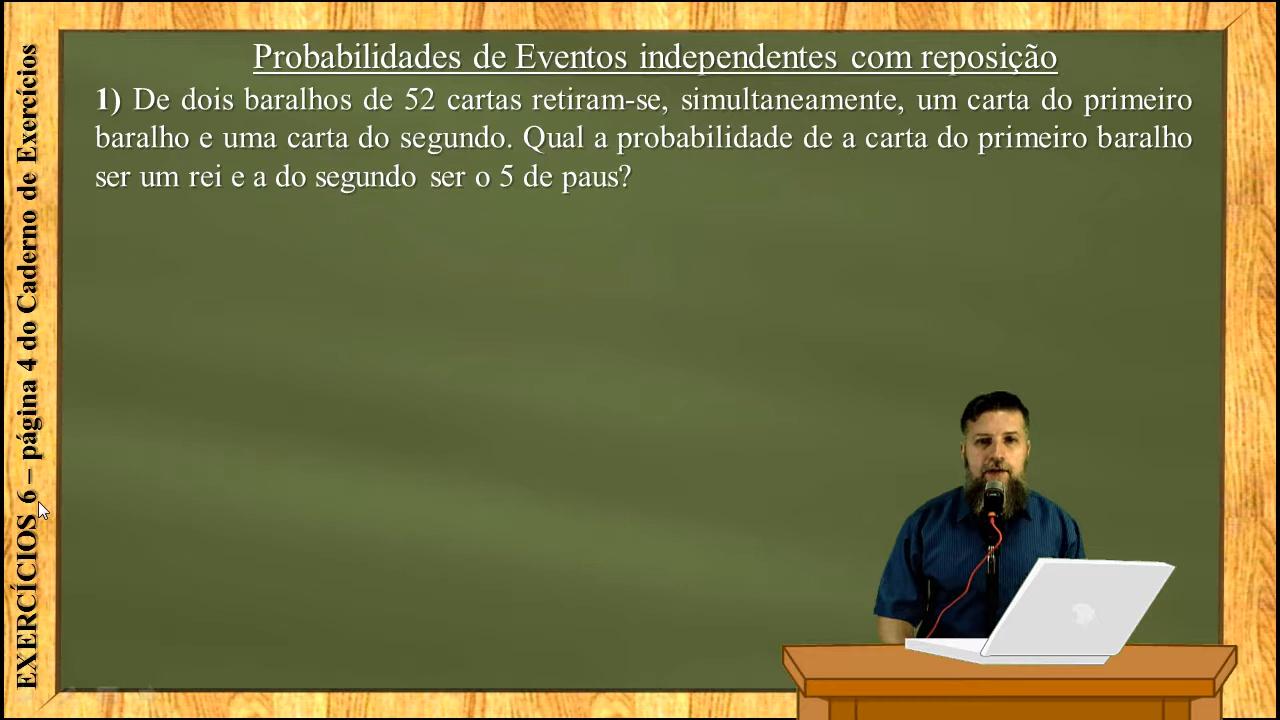 Probabilidades de Eventos independentes com reposição
1) De dois baralhos de 52 cartas retiram-se, simultaneamente, um carta do primeiro
baralho e uma carta do segundo. Qual a probabilidade de a carta do primeiro baralho
ser um rei e a do segundo ser o 5 de paus?
EXERCÍCIOS 6 – página 4 do Caderno de Exercícios